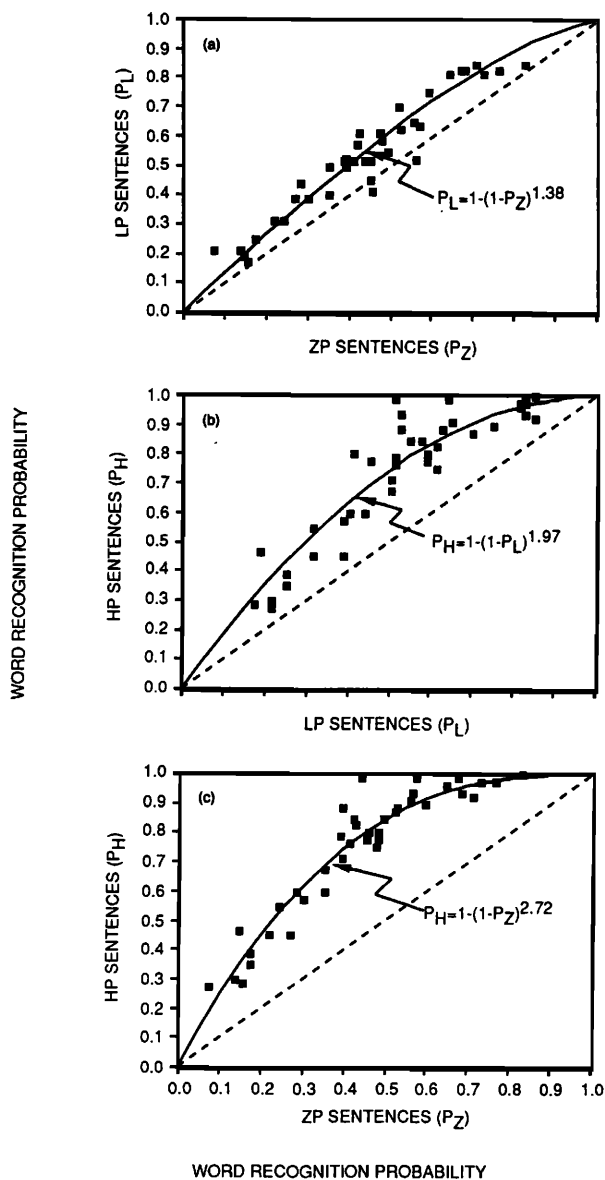 (a)
1.0
0.9
0.8
0.7
0.6
0.5
0.4
0.3
0.2
0.1
0.0
LP SENTENCES (PL)
PL=1-(1-PZ)1.38
ZP SENTENCES (PZ)
(b)
1.0
0.9
0.8
0.7
0.6
0.5
0.4
0.3
0.2
0.1
0.0
HP SENTENCES (PH)
PH=1-(1-PL)1.97
LP SENTENCES (PL)
WORD RECOGNITION PROBABILITY
(c)
1.0
0.9
0.8
0.7
0.6
0.5
0.4
0.3
0.2
0.1
0.0
HP SENTENCES (PH)
PH=1-(1-PZ)2.72
0.0 0.1 0.2 0.3 0.4 0.5 0.6 0.7 0.8 0.9 1.0
ZP SENTENCES (PZ)
WORD RECOGNITION PROBABILITY